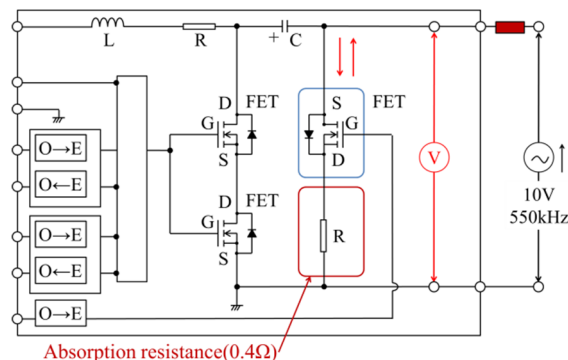 L
R
+
C
D
FET
G
S
S
FET
G
D
O→E
O←E
D
FET
G
S
R
V
10V
550kHz
O→E
O←E
O→E
Absorption resistance(0.4Ω)